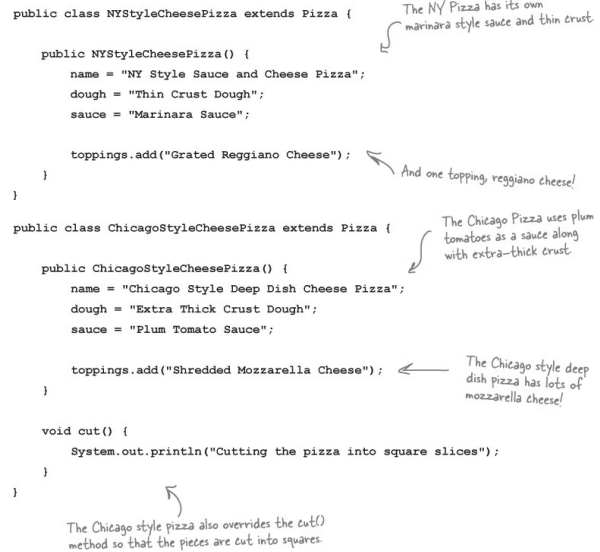 public class NYStyleCheesePizza extends Pizza {
The NY Pizza has its own
marinara style sauce and thin crust.
public NYStyleCheesePizza() {
name = "NY Style Sauce and Cheese Pizza";
dough = "Thin Crust Dough";
sauce = "Marinara Sauce";
toppings.add("Grated Reggiano Cheese");
And one topping, reggiano cheese!
}
}
public class ChicagoStyleCheesePizza extends Pizza {
The Chicago Pizza uses plum
tomatoes as a sauce along
with extra-thick crust.
public ChicagoStyleCheesePizza() {
name = "Chicago Style Deep Dish Cheese Pizza";
dough = "Extra Thick Crust Dough";
sauce = "Plum Tomato Sauce";
toppings.add("Shredded Mozzarella Cheese");
The Chicago style deep
dish pizza has lots of
mozzarella cheese!
}
void cut() {
System.out.println("Cutting the pizza into square slices");
}
}
The Chicago style pizza also overrides the cut()
method so that the pieces are cut into squares.